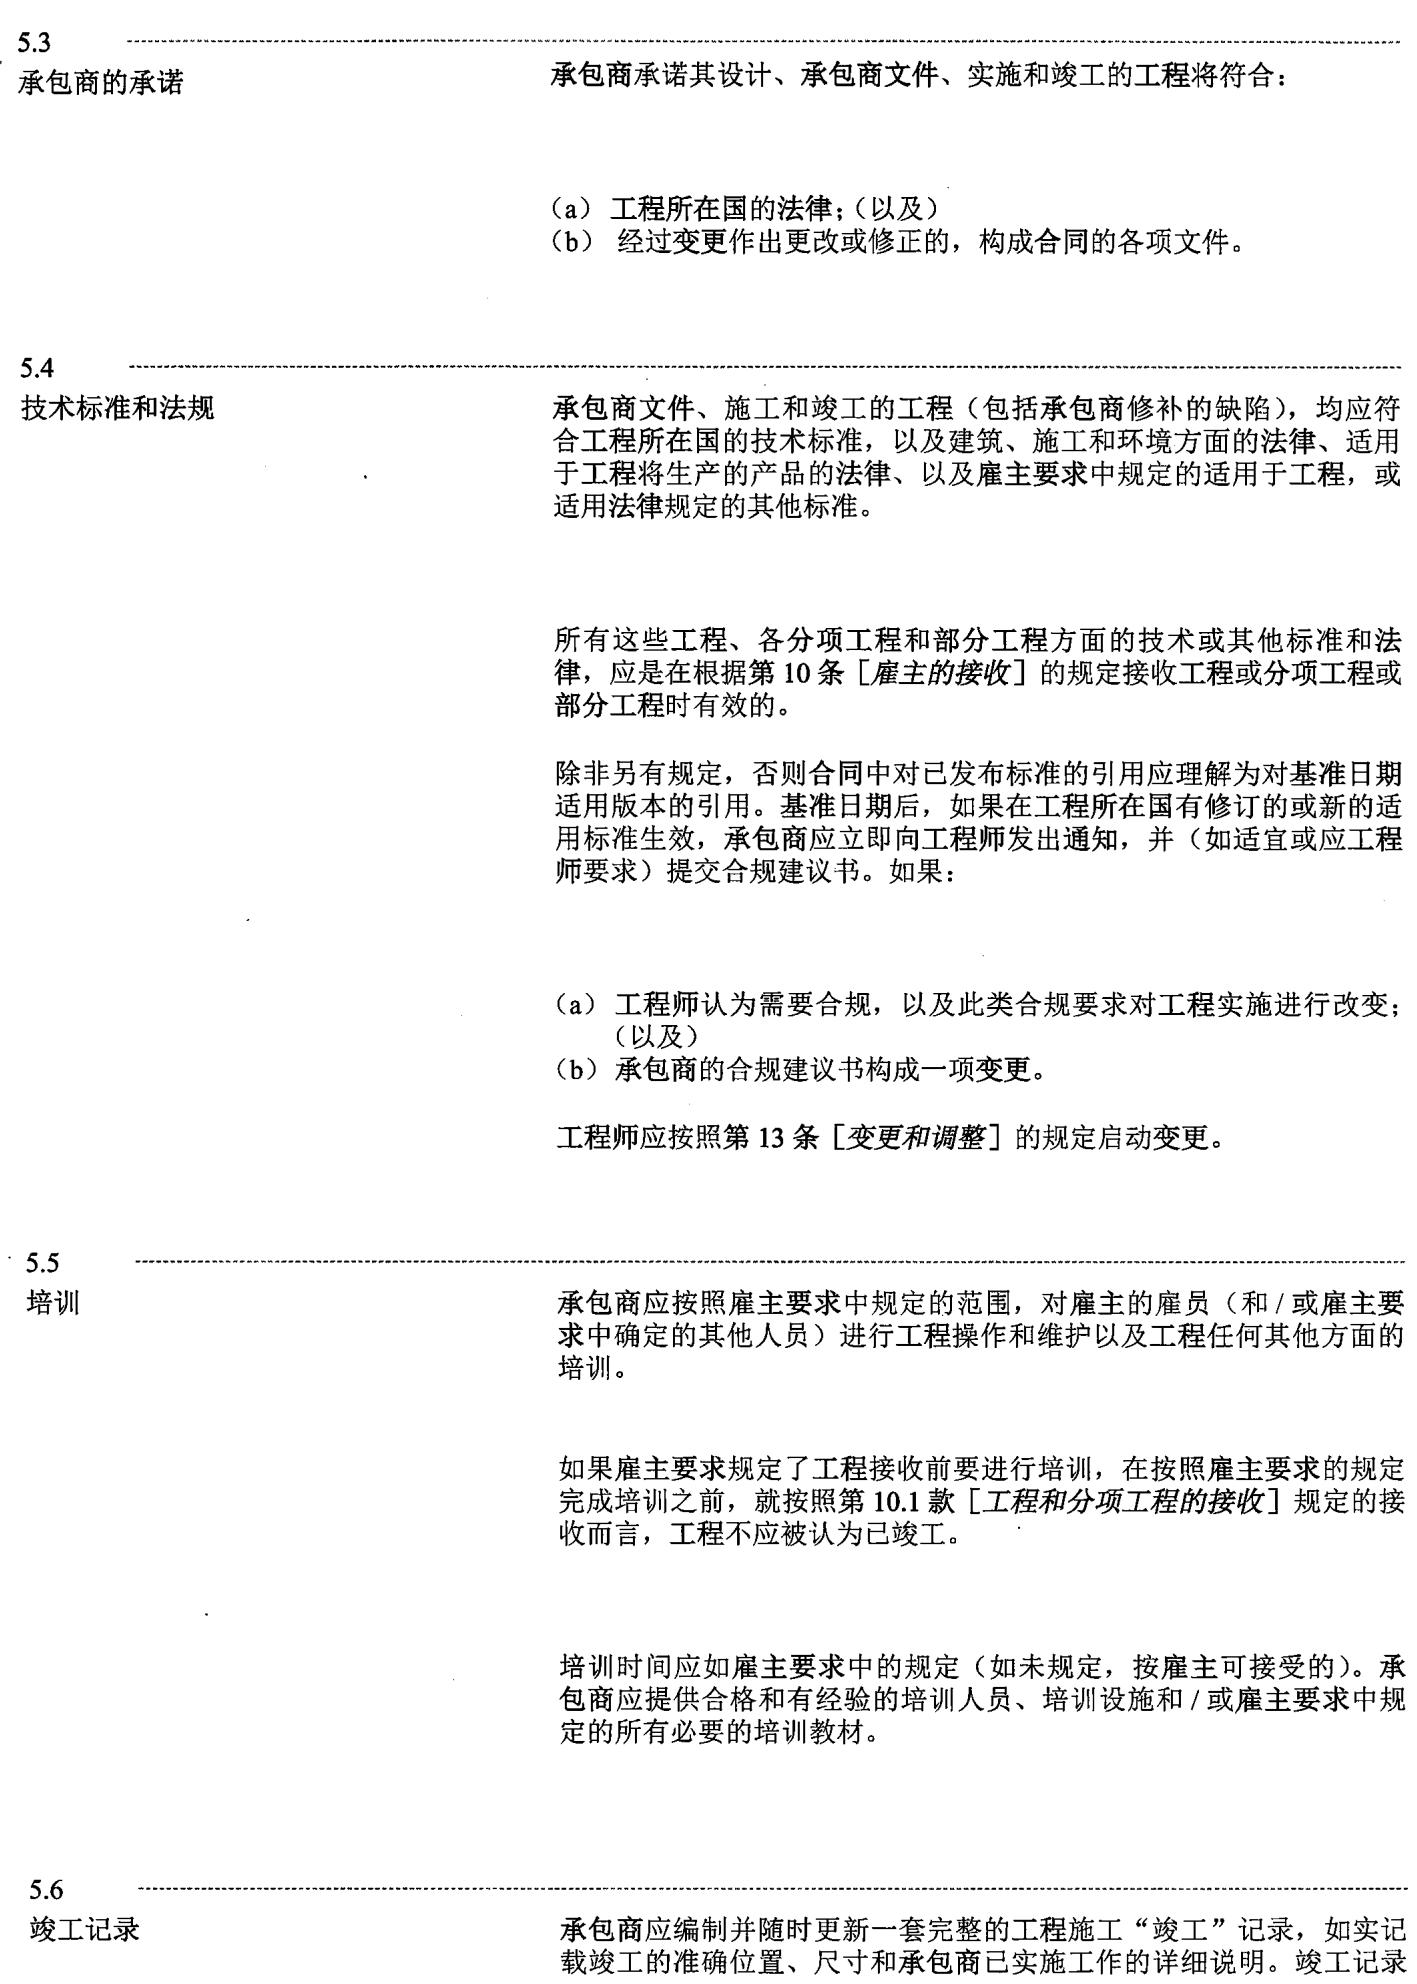 5.3
承包商的承诺
承包商承诺其设计、承包商文件、实施和竣工的工程将符合：
（a） 工程所在国的法律；（以及）
（b） 经过变更作出更改或修正的，构成合同的各项文件。
5.4
技术标准和法规
承包商文件、施工和竣工的工程（包括承包商修补的缺陷），均应符
合工程所在国的技术标准，以及建筑、施工和环境方面的法律、适用
于工程将生产的产品的法律、以及雇主要求中规定的适用于工程，或
适用法律规定的其他标准。
所有这些工程、各分项工程和部分工程方面的技术或其他标准和法
律，应是在根据第 10 条［雇主的接收］的规定接收工程或分项工程或
部分工程时有效的。
除非另有规定，否则合同中对已发布标准的引用应理解为对基准日期
适用版本的引用。基准日期后，如果在工程所在国有修订的或新的适
用标准生效，承包商应立即向工程师发出通知，并（如适宜或应工程
师要求）提交合规建议书。如果：
（a） 工程师认为需要合规，以及此类合规要求对工程实施进行改变；
（以及）
（b） 承包商的合规建议书构成一项变更。
工程师应按照第 13 条［变更和调整］的规定启动变更。
5.5
培训
承包商应按照雇主要求中规定的范围，对雇主的雇员（和 / 或雇主要
求中确定的其他人员）进行工程操作和维护以及工程任何其他方面的
培训。
如果雇主要求规定了工程接收前要进行培训，在按照雇主要求的规定
完成培训之前，就按照第 10.1 款［工程和分项工程的接收］规定的接
收而言，工程不应被认为已竣工。
培训时间应如雇主要求中的规定（如未规定，按雇主可接受的）。承
包商应提供合格和有经验的培训人员、培训设施和 / 或雇主要求中规
定的所有必要的培训教材。
5.6
竣工记录
承包商应编制并随时更新一套完整的工程施工“竣工”记录，如实记
载竣工的准确位置、尺寸和承包商已实施工作的详细说明。竣工记录